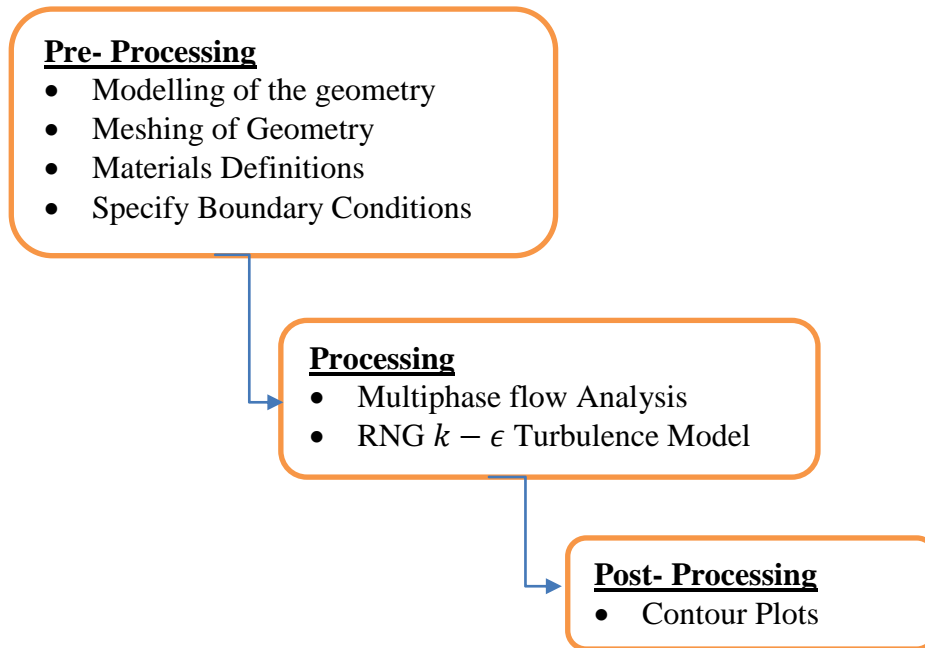 Pre- Processing
• Modelling of the geometry
• Meshing of Geometry
• Materials Definitions
• Specify Boundary Conditions
Processing
• Multiphase flow Analysis
• RNG 𝑘 − 𝜖 Turbulence Model
Post- Processing
• Contour Plots